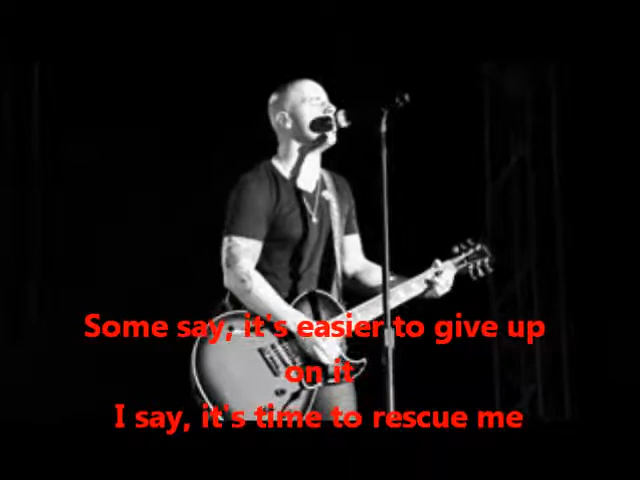 Some say, it's easier to give up
on it
I say, it's time to rescue me